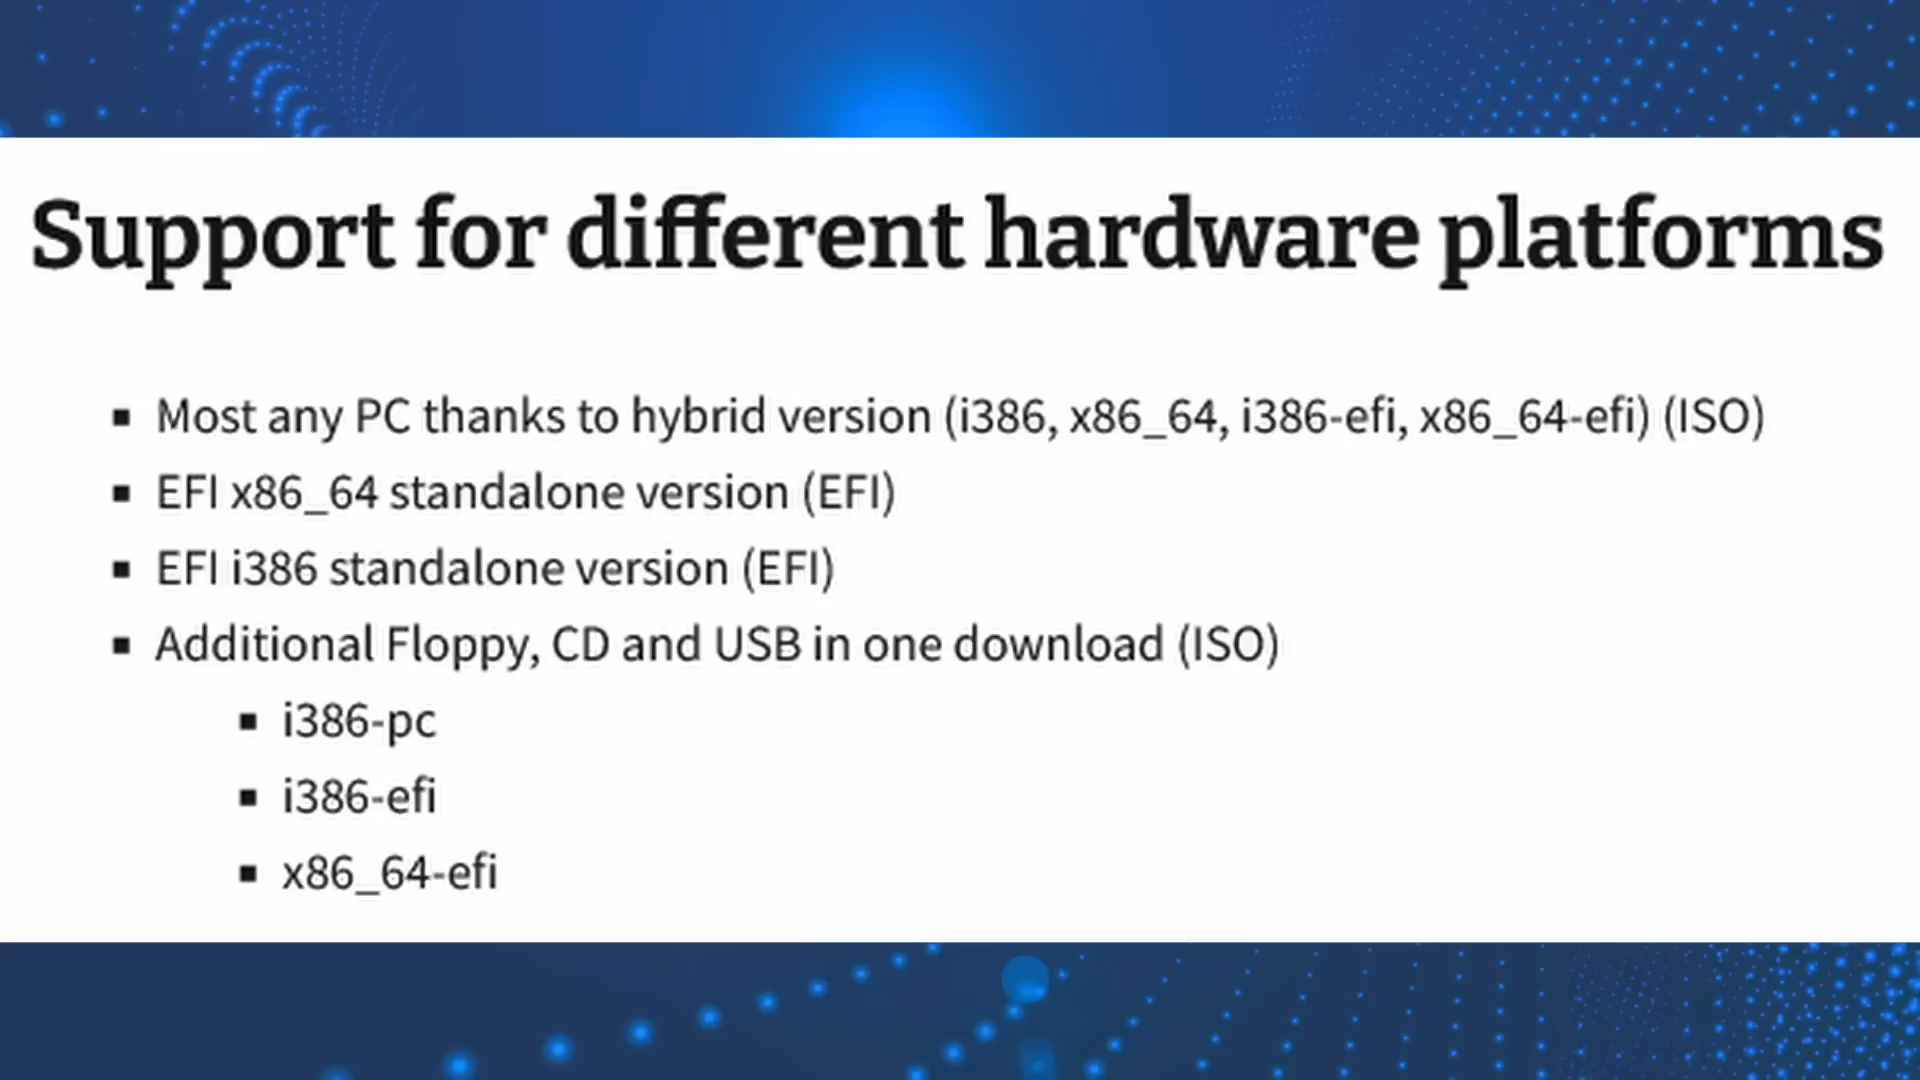 Support for different hardware platforms
Most any PC thanks to hybrid version (i386, x86_64, i386-efi, x86_64-efi) (ISO)
EFI x86_64 standalone version (EFI)
EFI i386 standalone version (EFI)
Additional Floppy, CD and USB in one download (ISO)
i386-pc
i386-efi
x86_64-efi